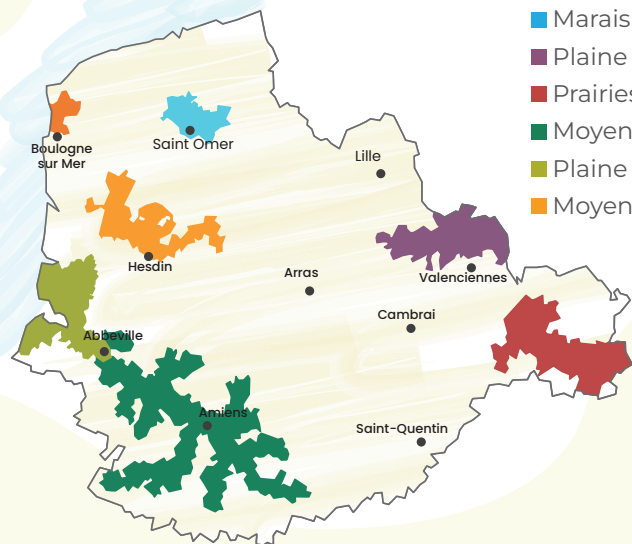 Marais
Plaine
Prairies
Moyen
Plaine
Moyen
Boulogne
sur Mer
Saint Omer
Lille
Hesdin
Arras
Valenciennes
Cambrai
Abbeville
Amiens
Saint-Quentin